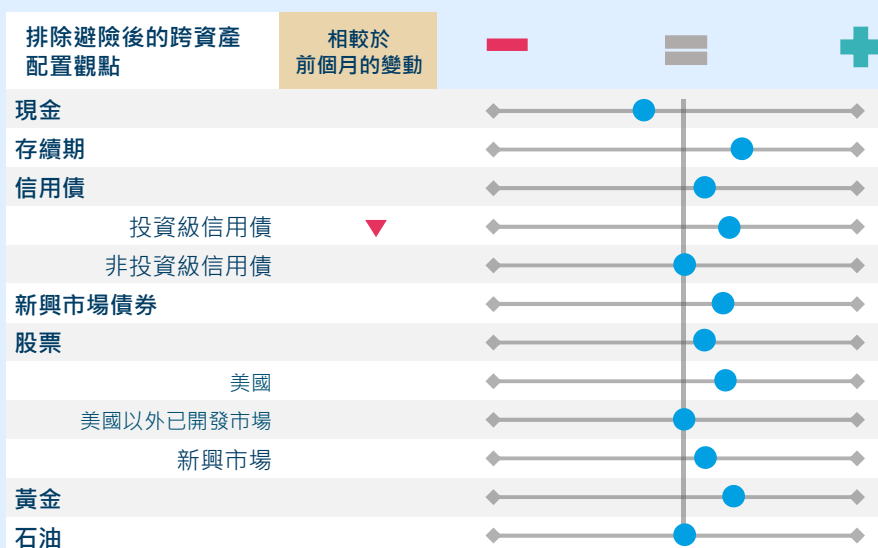 排除避險後的跨資產
配置觀點
相較於
前個月的變動
現金
存續期
信用債
投資級信用債
非投資級信用債
新興市場債券
股票
美國
美國以外已開發市場
新興市場
黃金
石油